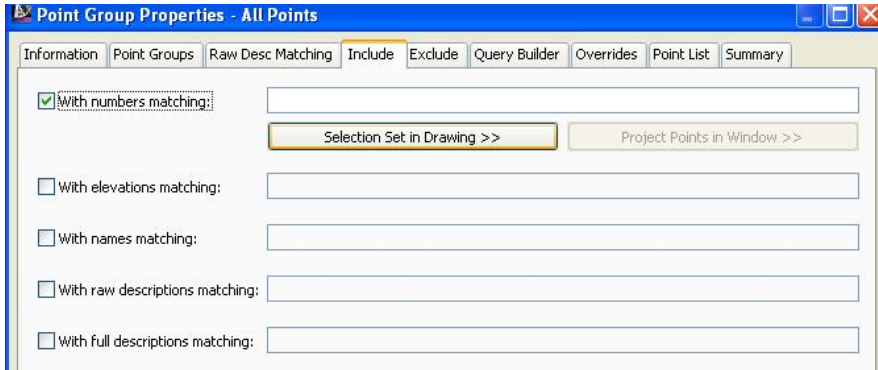 Point Group Properties - All Points
Information Point Groups Raw Desc Matching Include Exclude Query Builder Overrides Point List Summary
With numbers matching:
Selection Set in Drawing >> Project Points in Window >>
With elevations matching:
With names matching:
With raw descriptions matching:
With full descriptions matching: